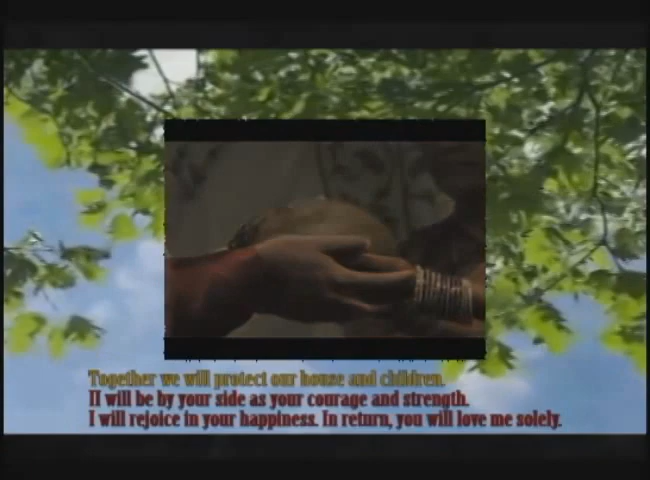 Together we will protect our house and children.
II will be by your side as your courage and strength.
I will rejoice in your happiness. In return, you will love me solely.